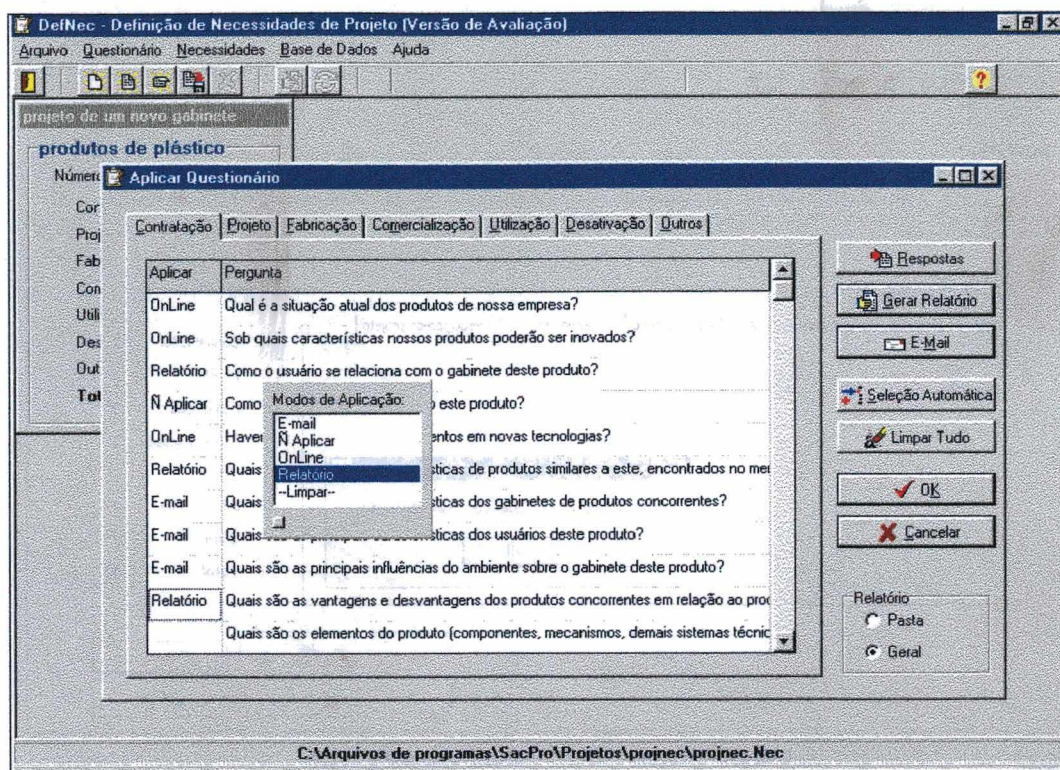 DefNec - Definição de Necessidades de Projeto (Versão de Avaliação)
Arquivo Questionário Necessidades Base de Dados Ajuda
projeto de um novo gabinete
produtos de plástico
Aplicar Questionário
Contratação Projeto Fabricação Comercialização Utilização Desativação Outros
Aplicar Pergunta
OnLine Qual é a situação atual dos produtos de nossa empresa?
OnLine Sob quais características nossos produtos poderão ser inovados?
Relatório Como o usuário se relaciona com o gabinete deste produto?
Ñ Aplicar Como este produto?
OnLine em novas tecnologias?
Relatório Quais de produtos similares a este, encontrados no
E-mail Quais dos gabinetes de produtos concorrentes?
E-mail Quais dos usuários deste produto?
E-mail Quais são as principais influências do ambiente sobre o gabinete deste produto?
Relatório Quais são as vantagens e desvantagens dos produtos concorrentes em relação ao
Quais são os elementos do produto (componentes, mecanismos, demais sistemas
Modos de Aplicação:
E-mail
Ñ Aplicar
OnLine
Relatório
--Limpar--
Respostas
Gerar Relatório
E-Mail
Seleção Automática
Limpar Tudo
OK
Cancelar
Relatório
Pasta
Geral
C:\Arquivos de programas\SacPro\Projetos\projnec\projnec.Nec